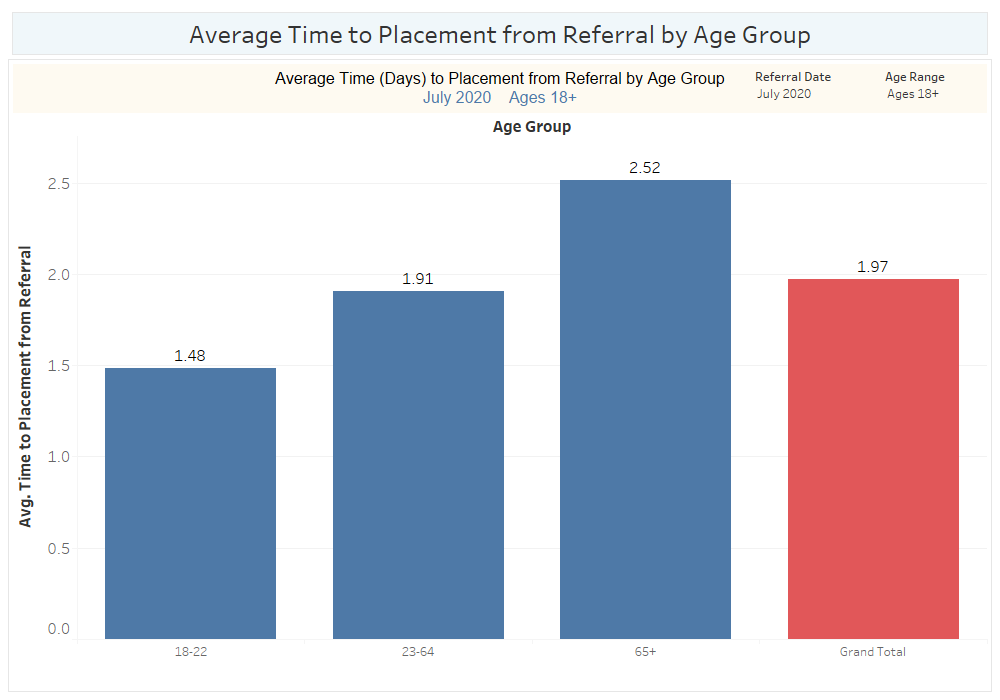 Average Time to Placement from Referral by Age Group
Average Time (Days) to Placement from Referral by Age Group
July 2020 Ages 18+
Referral Date
July 2020
Age Range
Ages 18+
Age Group
Avg. Time to Placement from Referral
2.5
2.0
1.5
1.0
0.5
0.0
1.48
1.91
2.52
1.97
18-22
23-64
65+
Grand Total